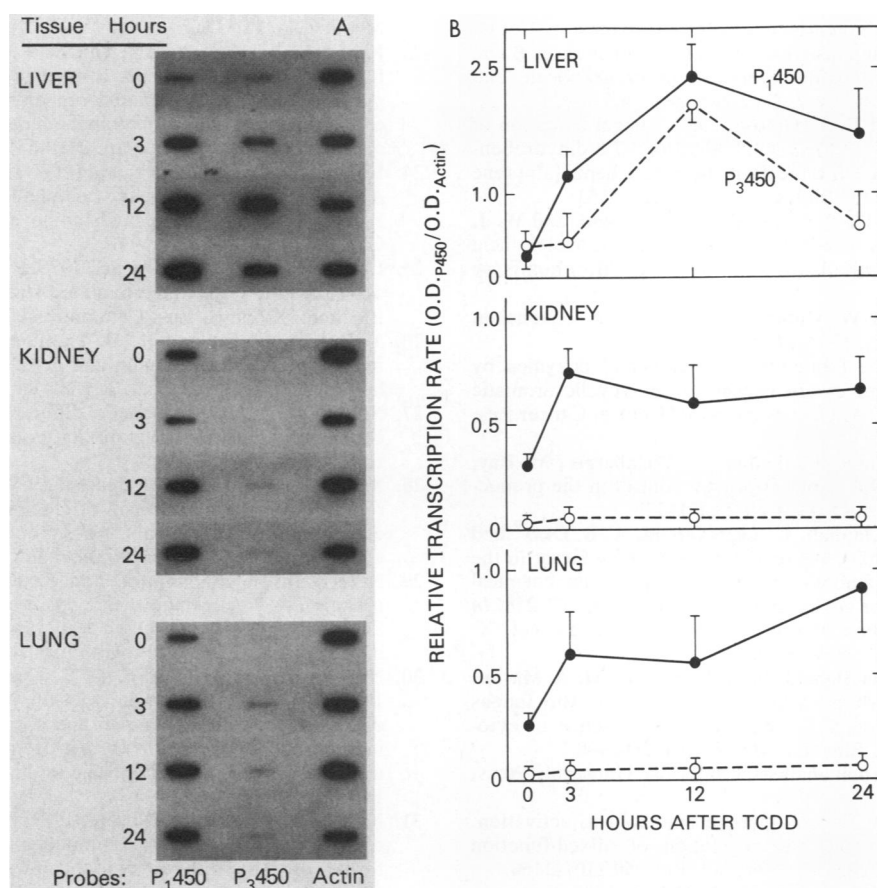 Tissue Hours A
LIVER 0
3
12
24
KIDNEY 0
3
12
24
LUNG 0
3
12
24
Probes: P₁450 P₃450 Actin
B
RELATIVE TRANSCRIPTION RATE (O.D.P450/O.D.Actin)
LIVER
2.5
1.0
0
P₁450
P₃450
KIDNEY
1.0
0.5
0
LUNG
1.0
0.5
0
0 3 12 24
HOURS AFTER TCDD